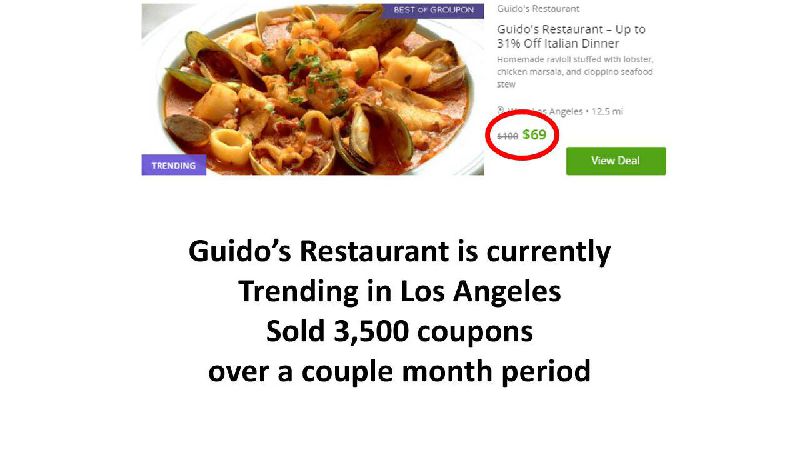 BEST OF GROUPON
TRENDING
Guido's Restaurant
Guido's Restaurant – Up to
31% Off Italian Dinner
Homemade ravioli stuffed with lobster,
chicken marsala, and cioppino seafood
stew
Los Angeles • 12.5 mi
$100 $69
View Deal
Guido's Restaurant is currently
Trending in Los Angeles
Sold 3,500 coupons
over a couple month period